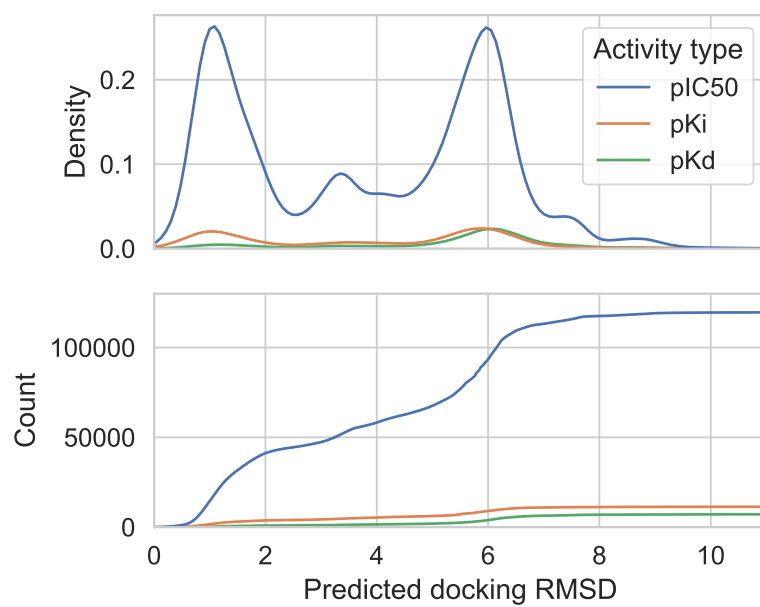 Activity type
pIC50
pKi
pKd
Density
0.2
0.1
0.0
Count
100000
50000
0
0 2 4 6 8 10
Predicted docking RMSD